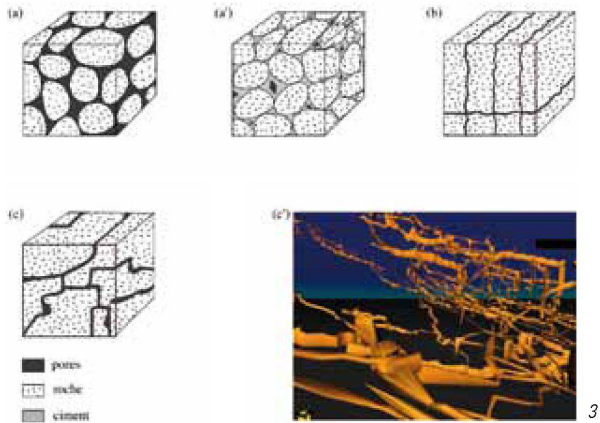 (a)
(a')
(b)
(c)
(c')
pores
roche
ciment
3